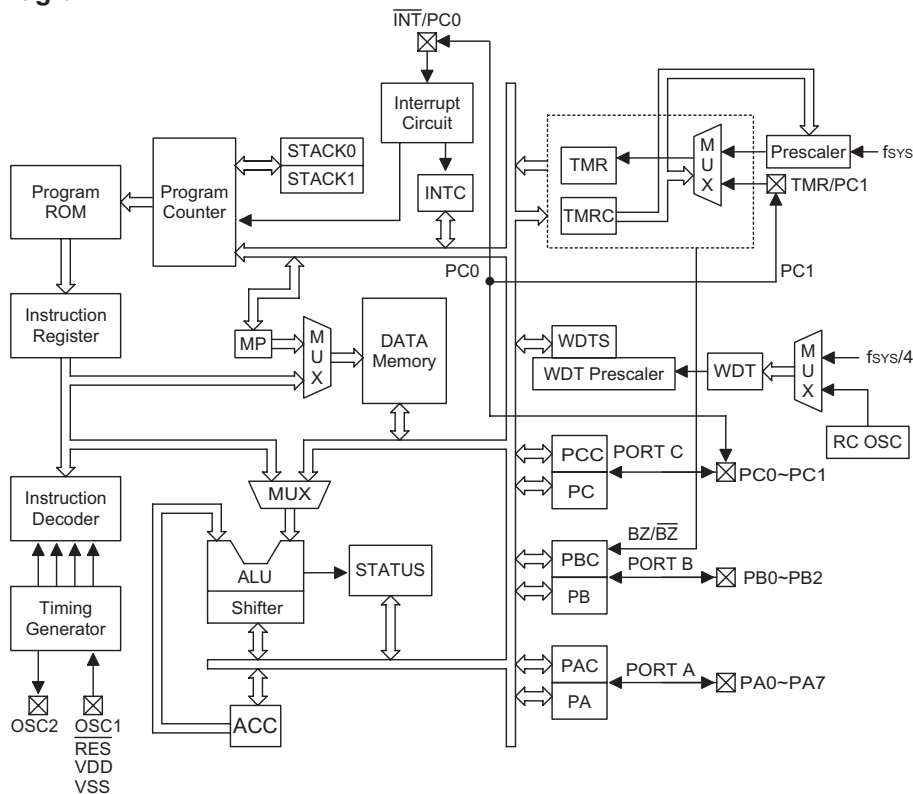 I̅N̅T̅/PC0
Interrupt
Circuit
STACK0
STACK1
Program
ROM
Program
Counter
INTC
TMR
TMRC
M
U
X
Prescaler
fSYS
TMR/PC1
PC0
PC1
Instruction
Register
MP
M
U
X
DATA
Memory
WDTS
WDT Prescaler
WDT
M
U
X
fSYS/4
RC OSC
Instruction
Decoder
MUX
PCC
PC
PORT C
PC0~PC1
ALU
Shifter
STATUS
BZ/B̅Z̅
PBC
PB
PORT B
PB0~PB2
Timing
Generator
PAC
PA
PORT A
PA0~PA7
ACC
OSC2
OSC1
R̅E̅S̅
VDD
VSS